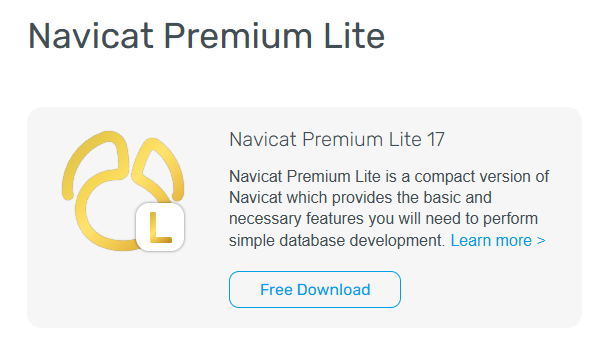 Navicat Premium Lite
Navicat Premium Lite 17
Navicat Premium Lite is a compact version of
Navicat which provides the basic and
necessary features you will need to perform
simple database development. Learn more >
L
Free Download